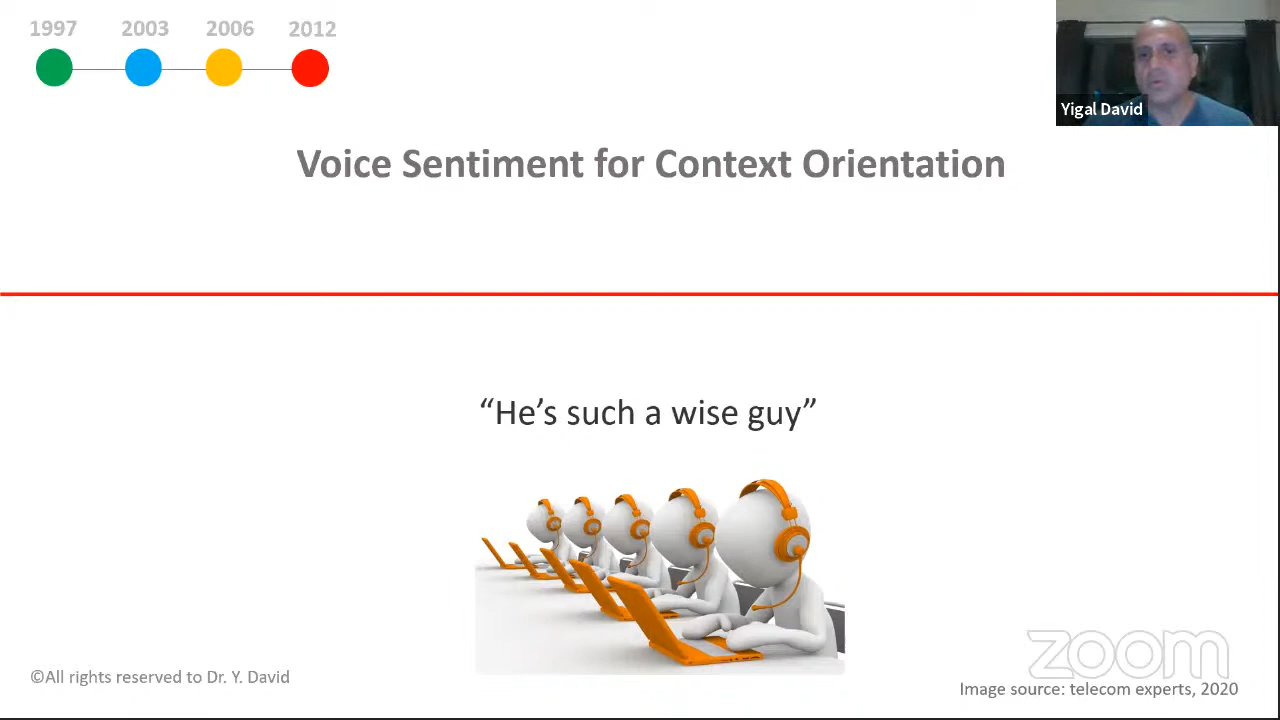 1997 2003 2006 2012
Yigal David
Voice Sentiment for Context Orientation
“He’s such a wise guy”
zoom
©All rights reserved to Dr. Y. David
Image source: telecom experts, 2020